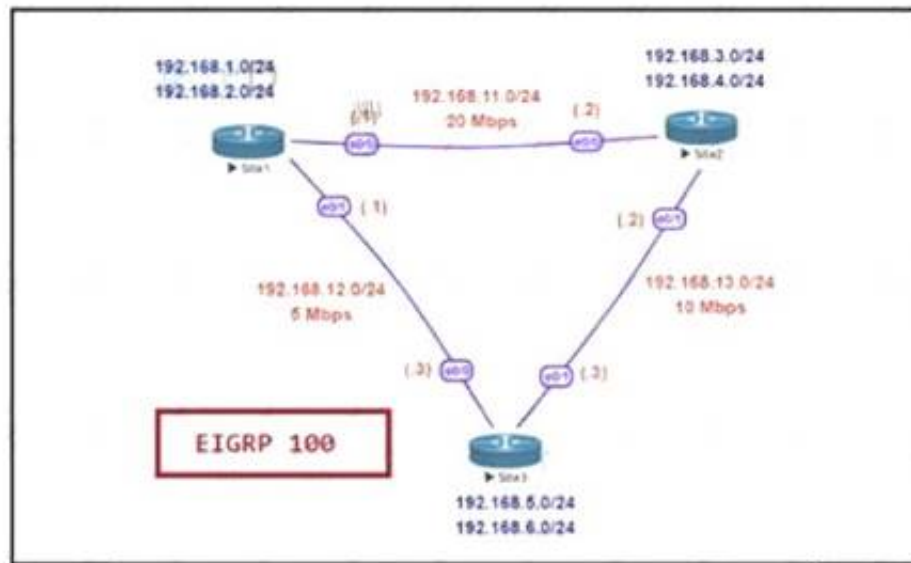 192.168.1.0/24
192.168.2.0/24
192.168.3.0/24
192.168.4.0/24
192.168.11.0/24
20 Mbps
(.2)
e0/0
e0/0
Site1
Site2
e0/1
(.1)
(.2)
e0/1
192.168.12.0/24
5 Mbps
192.168.13.0/24
10 Mbps
(.3)
e0/0
e0/1
(.3)
EIGRP 100
Site3
192.168.5.0/24
192.168.6.0/24